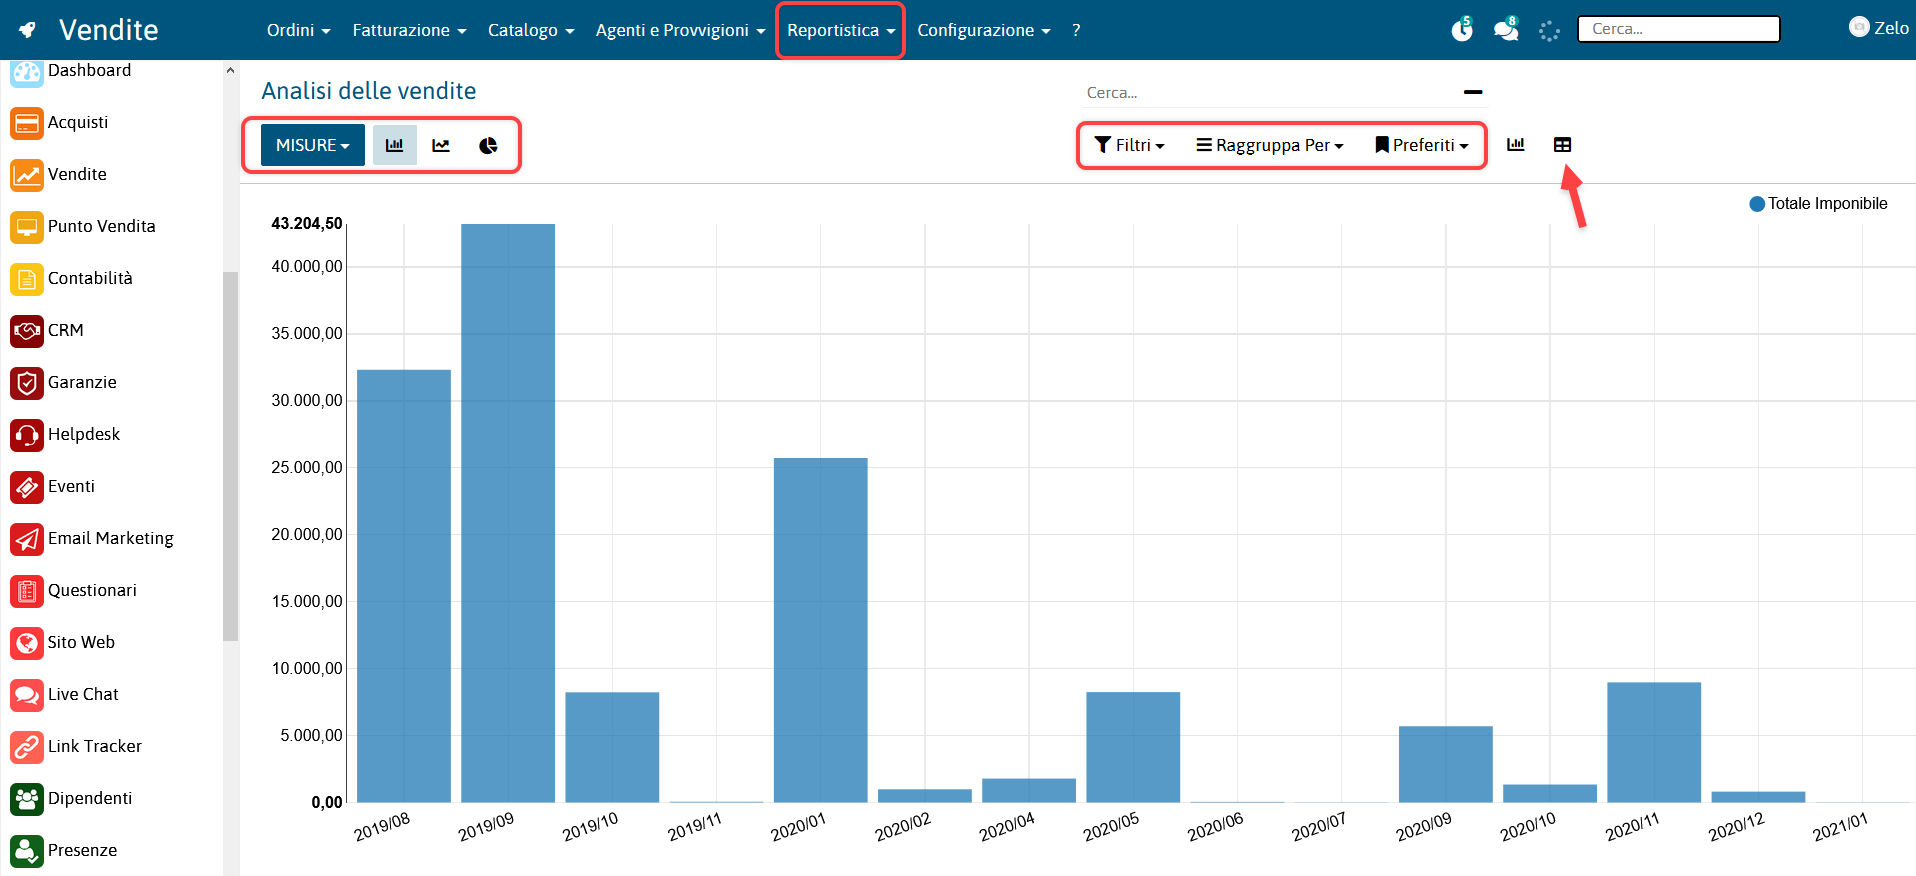 Vendite
Ordini
Fatturazione
Catalogo
Agenti e Provvigioni
Reportistica
Configurazione
?
5
8
Cerca...
Zelo
Dashboard
Acquisti
Vendite
Punto Vendita
Contabilità
CRM
Garanzie
Helpdesk
Eventi
Email Marketing
Questionari
Sito Web
Live Chat
Link Tracker
Dipendenti
Presenze
Analisi delle vendite
Cerca...
MISURE
Filtri
Raggruppa Per
Preferiti
Totale Imponibile
43.204,50
40.000,00
35.000,00
30.000,00
25.000,00
20.000,00
15.000,00
10.000,00
5.000,00
0,00
2019/08
2019/09
2019/10
2019/11
2020/01
2020/02
2020/04
2020/05
2020/06
2020/07
2020/09
2020/10
2020/11
2020/12
2021/01